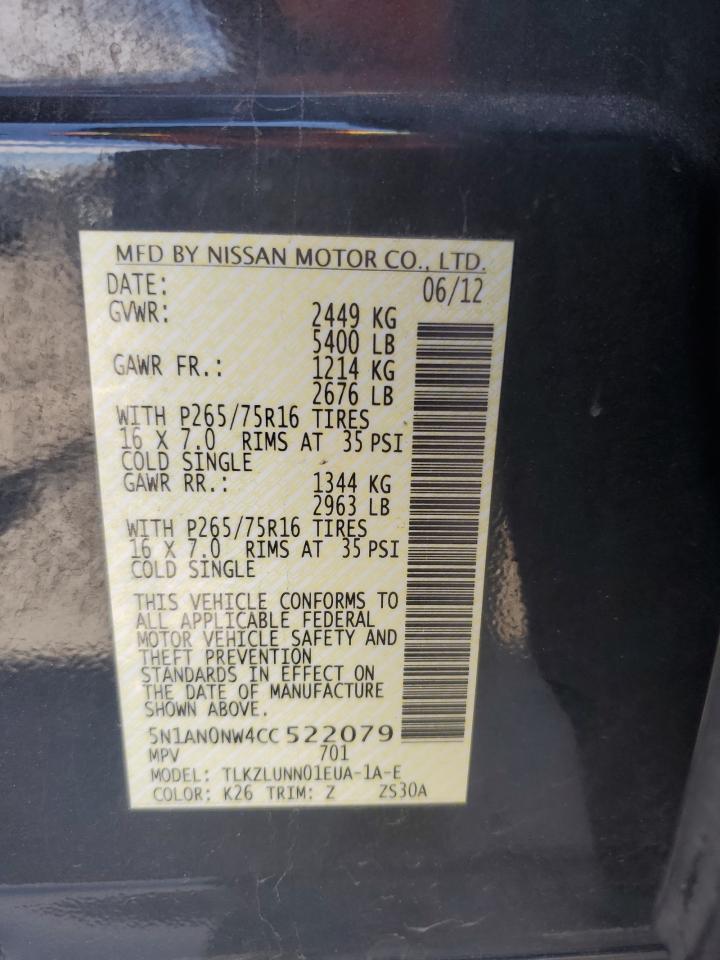 MFD BY NISSAN MOTOR CO., LTD.
DATE: 06/12
GVWR: 2449 KG
5400 LB
GAWR FR.: 1214 KG
2676 LB
WITH P265/75R16 TIRES
16 X 7.0 RIMS AT 35 PSI
COLD SINGLE
GAWR RR.: 1344 KG
2963 LB
WITH P265/75R16 TIRES
16 X 7.0 RIMS AT 35 PSI
COLD SINGLE
THIS VEHICLE CONFORMS TO
ALL APPLICABLE FEDERAL
MOTOR VEHICLE SAFETY AND
THEFT PREVENTION
STANDARDS IN EFFECT ON
THE DATE OF MANUFACTURE
SHOWN ABOVE.
5N1AN0NW4CC 522079
MPV 701
MODEL: TLKZLUNN01EUA-1A-E
COLOR: K26 TRIM: Z ZS30A